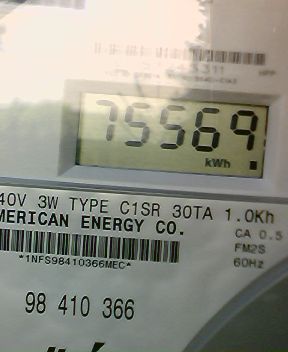 75569
kWh
40V 3W TYPE C1SR 30TA 1.0Kh
MERICAN ENERGY CO.
CA 0.5
FM2S
60Hz
*1NFS98410366MEC*
98 410 366